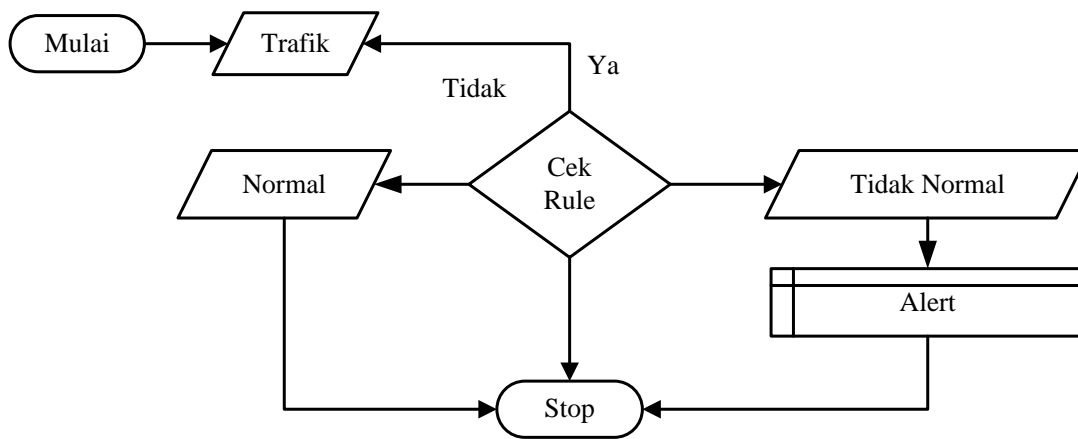 Mulai
Trafik
Ya
Tidak
Normal
Cek
Rule
Tidak Normal
Alert
Stop